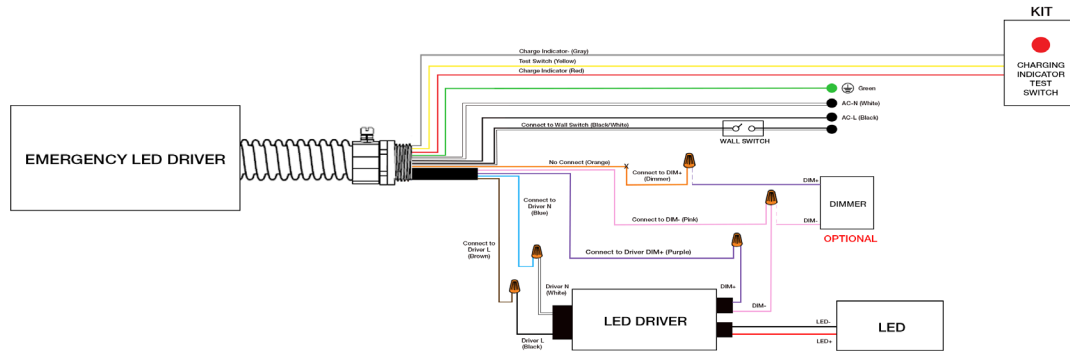 KIT
CHARGING
INDICATOR
TEST
SWITCH
Charge Indicator- (Gray)
Test Switch (Yellow)
Charge Indicator (Red)
Green
AC-N (White)
AC-L (Black)
Connect to Wall Switch (Black/White)
WALL SWITCH
EMERGENCY LED DRIVER
No Connect (Orange)
x
Connect to DIM+
(Dimmer)
DIM+
DIMMER
DIM-
OPTIONAL
Connect to DIM- (Pink)
Connect to
Driver N
(Blue)
Connect to
Driver L
(Brown)
Connect to Driver DIM+ (Purple)
Driver N
(White)
DIM+
DIM-
LED DRIVER
Driver L
(Black)
LED-
LED+
LED